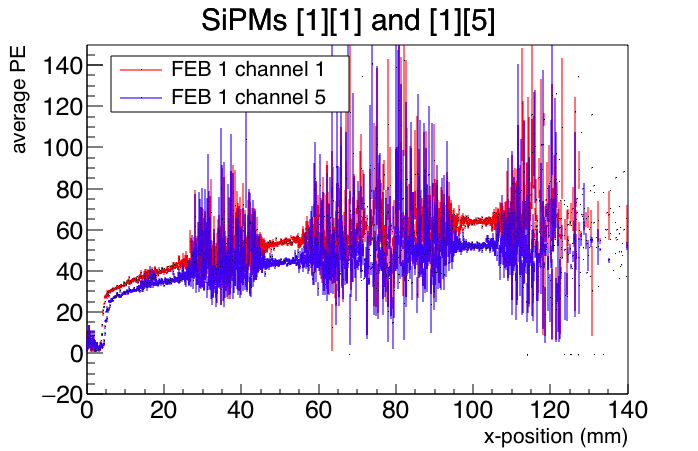 SiPMs [1][1] and [1][5]
average PE
FEB 1 channel 1
FEB 1 channel 5
140
120
100
80
60
40
20
0
−20
0 20 40 60 80 100 120 140
x-position (mm)